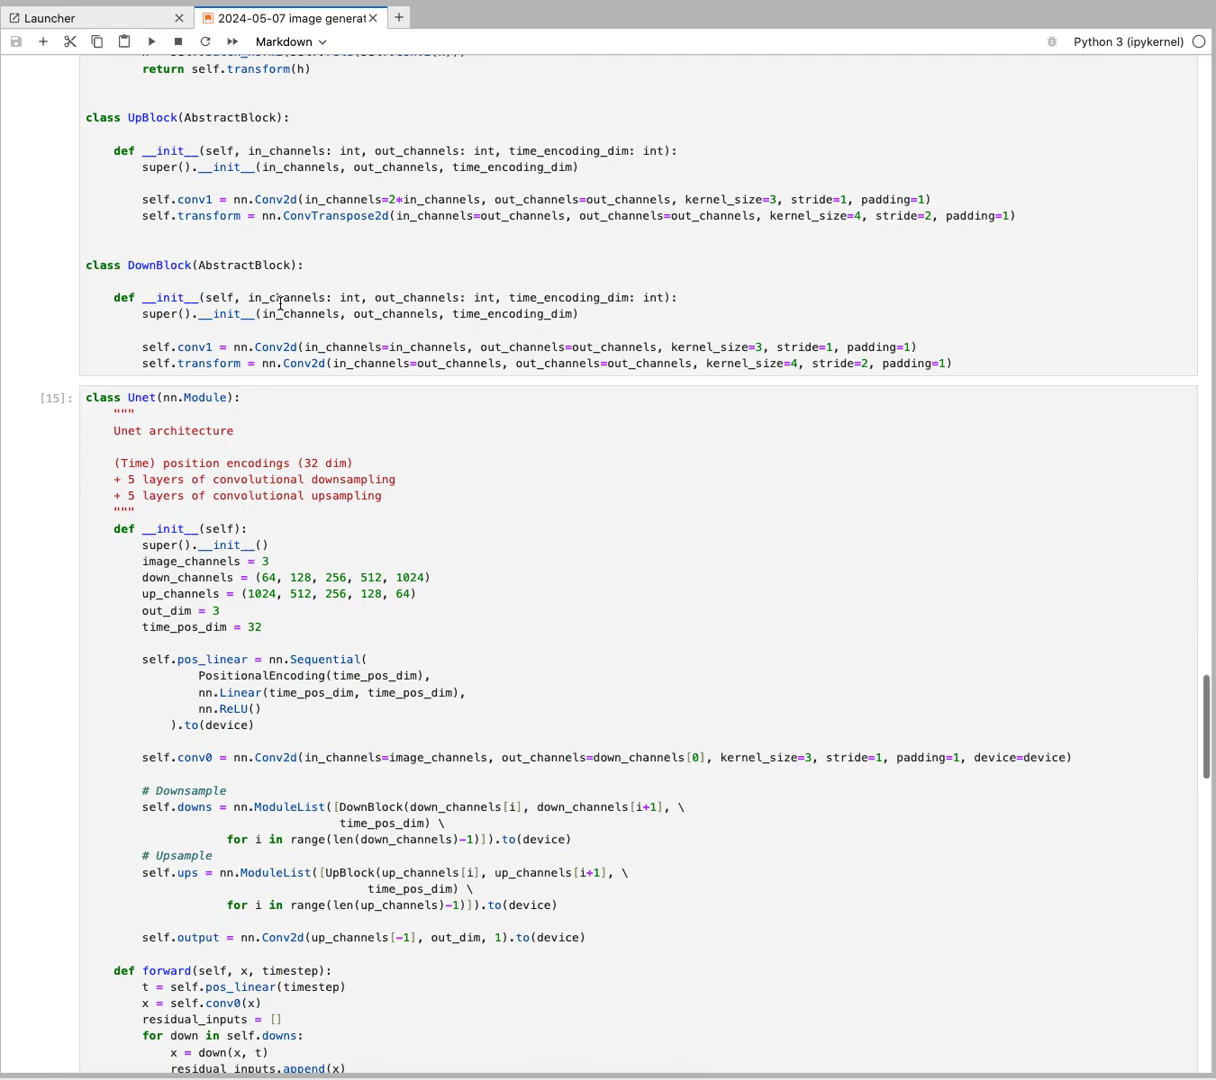 Launcher
2024-05-07 image generat
Markdown
Python 3 (ipykernel)
return self.transform(h)
class UpBlock(AbstractBlock):
def __init__(self, in_channels: int, out_channels: int, time_encoding_dim: int):
super().__init__(in_channels, out_channels, time_encoding_dim)
self.conv1 = nn.Conv2d(in_channels=2*in_channels, out_channels=out_channels, kernel_size=3, stride=1, padding=1)
self.transform = nn.ConvTranspose2d(in_channels=out_channels, out_channels=out_channels, kernel_size=4, stride=2, padding=1)
class DownBlock(AbstractBlock):
def __init__(self, in_channels: int, out_channels: int, time_encoding_dim: int):
super().__init__(in_channels, out_channels, time_encoding_dim)
self.conv1 = nn.Conv2d(in_channels=in_channels, out_channels=out_channels, kernel_size=3, stride=1, padding=1)
self.transform = nn.Conv2d(in_channels=out_channels, out_channels=out_channels, kernel_size=4, stride=2, padding=1)
[15]: class Unet(nn.Module):
"""
Unet architecture
(Time) position encodings (32 dim)
+ 5 layers of convolutional downsampling
+ 5 layers of convolutional upsampling
"""
def __init__(self):
super().__init__()
image_channels = 3
down_channels = (64, 128, 256, 512, 1024)
up_channels = (1024, 512, 256, 128, 64)
out_dim = 3
time_pos_dim = 32
self.pos_linear = nn.Sequential(
PositionalEncoding(time_pos_dim),
nn.Linear(time_pos_dim, time_pos_dim),
nn.ReLU()
).to(device)
self.conv0 = nn.Conv2d(in_channels=image_channels, out_channels=down_channels[0], kernel_size=3, stride=1, padding=1, device=device)
# Downsample
self.downs = nn.ModuleList([DownBlock(down_channels[i], down_channels[i+1], \
time_pos_dim) \
for i in range(len(down_channels)-1)]).to(device)
# Upsample
self.ups = nn.ModuleList([UpBlock(up_channels[i], up_channels[i+1], \
time_pos_dim) \
for i in range(len(up_channels)-1)]).to(device)
self.output = nn.Conv2d(up_channels[-1], out_dim, 1).to(device)
def forward(self, x, timestep):
t = self.pos_linear(timestep)
x = self.conv0(x)
residual_inputs = []
for down in self.downs:
x = down(x, t)
residual_inputs.append(x)